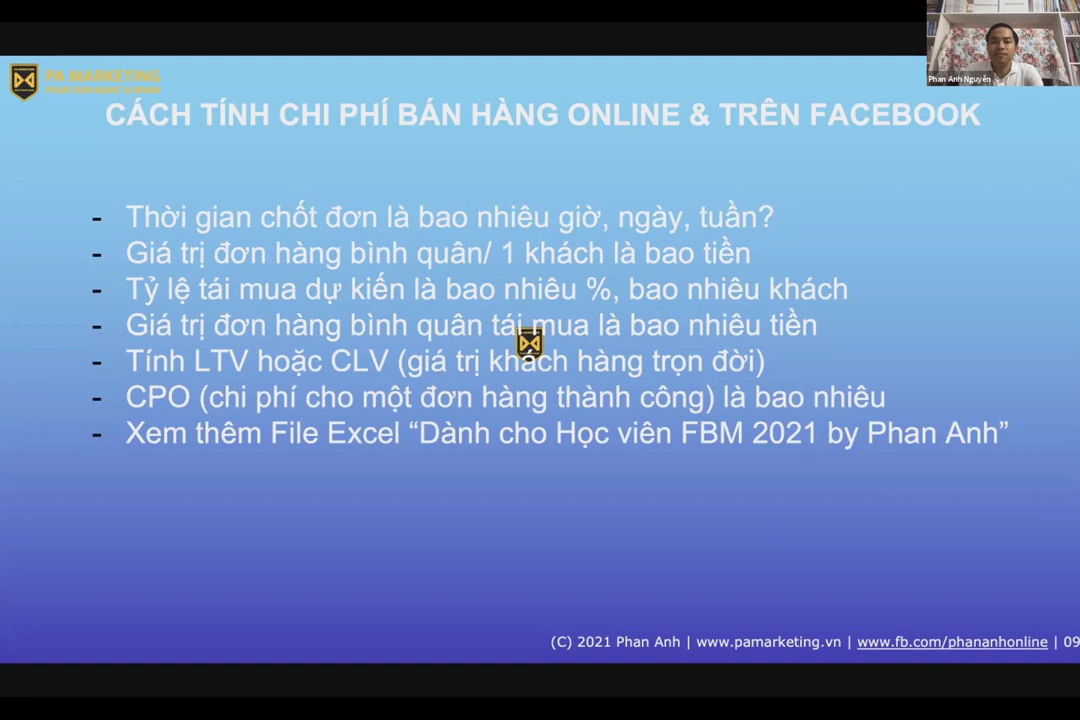 Phan Anh Nguyễn
PA MARKETING
CÁCH TÍNH CHI PHÍ BÁN HÀNG ONLINE & TRÊN FACEBOOK
- Thời gian chốt đơn là bao nhiêu giờ, ngày, tuần?
- Giá trị đơn hàng bình quân/ 1 khách là bao tiền
- Tỷ lệ tái mua dự kiến là bao nhiêu %, bao nhiêu khách
- Giá trị đơn hàng bình quân tái mua là bao nhiêu tiền
- Tính LTV hoặc CLV (giá trị khách hàng trọn đời)
- CPO (chi phí cho một đơn hàng thành công) là bao nhiêu
- Xem thêm File Excel “Dành cho Học viên FBM 2021 by Phan Anh”
(C) 2021 Phan Anh | www.pamarketing.vn | www.fb.com/phananhonline | 09